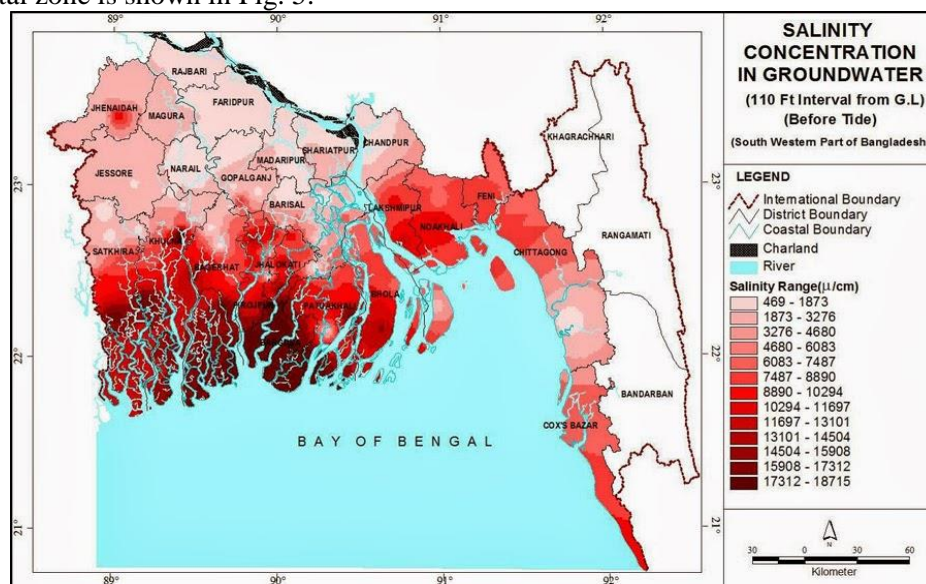 tal zone is shown in Fig. 5.
89°
90°
91°
92°
SALINITY
CONCENTRATION
IN GROUNDWATER
(110 Ft Interval from G.L)
(Before Tide)
(South Western Part of Bangladesh
RAJBARI
JHENAIDAH
FARIDPUR
MAGURA
KHAGRACHHARI
CHANDPUR
SHARIATPUR
MADARIPUR
NARAIL
JESSORE
GOPALGANJ
23°
23°
BARISAL
LAKSHMIPUR
FENI
NOAKHALI
RANGAMATI
SATKHIRA
KHULNA
CHITTAGONG
BAGERHAT
JHALOKATI
BHOLA
PIROJPUR
PATUAKHALI
22°
22°
BANDARBAN
COX'S BAZAR
BAY OF BENGAL
21°
21°
89°
90°
91°
92°
LEGEND
International Boundary
District Boundary
Coastal Boundary
Charland
River
Salinity Range(µ/cm)
469 - 1873
1873 - 3276
3276 - 4680
4680 - 6083
6083 - 7487
7487 - 8890
8890 - 10294
10294 - 11697
11697 - 13101
13101 - 14504
14504 - 15908
15908 - 17312
17312 - 18715
N
30 0 30 60
Kilometer